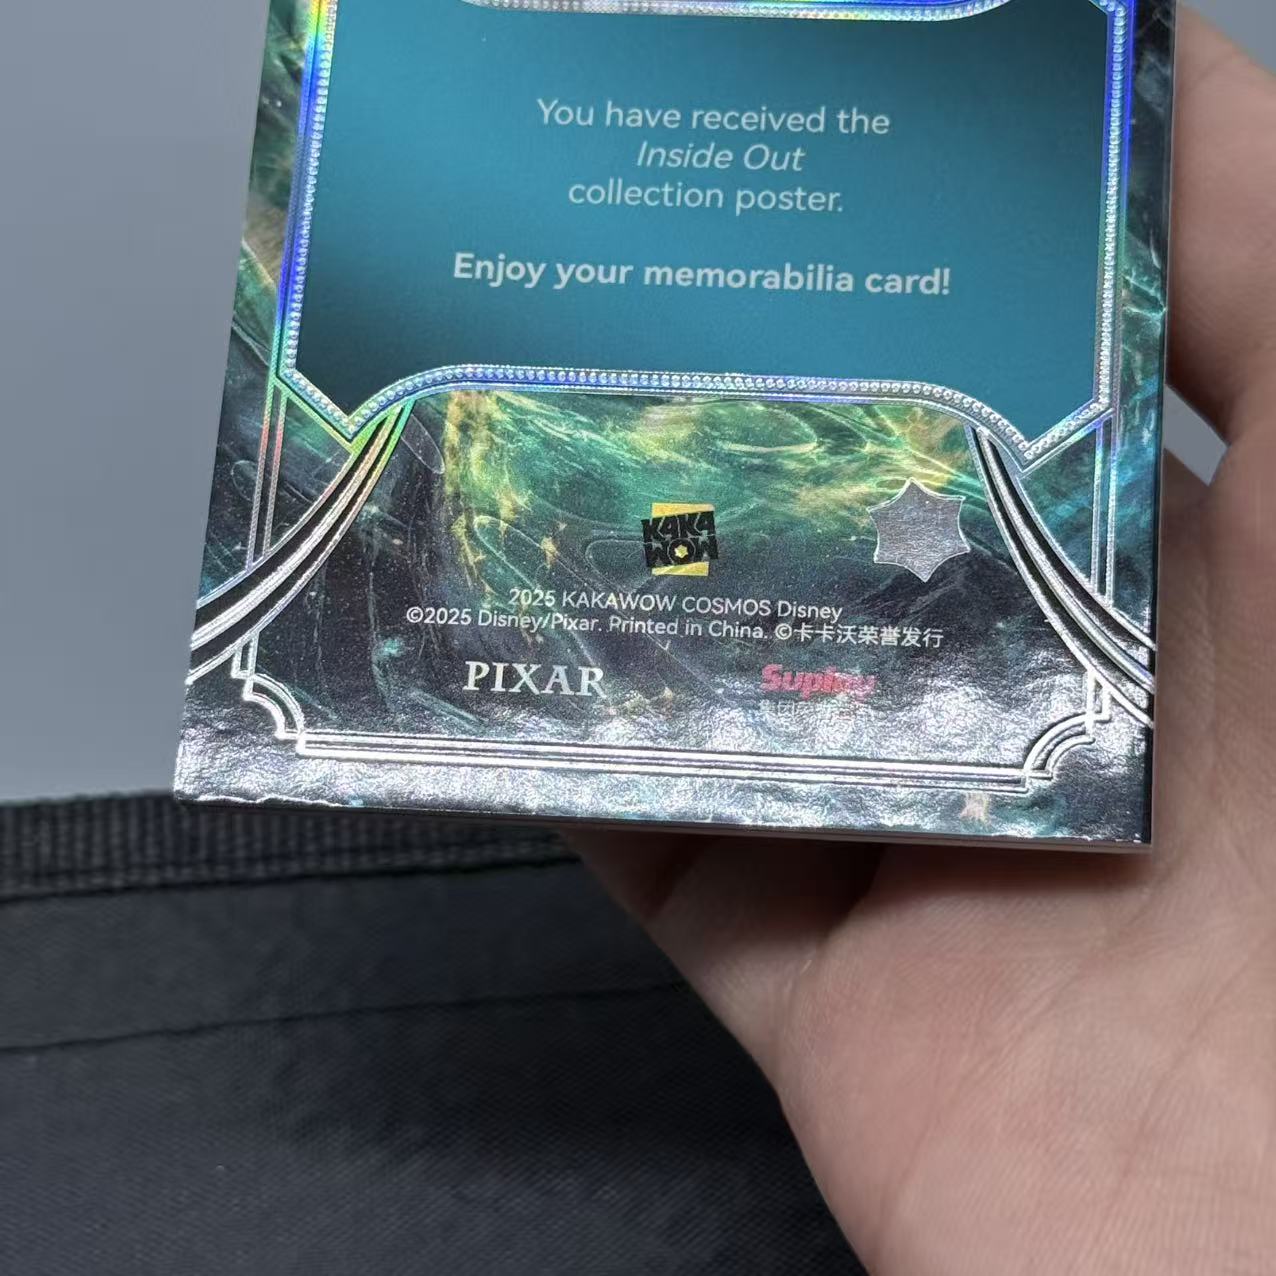 You have received the
Inside Out
collection poster.
Enjoy your memorabilia card!
KAKA
WOW
2025 KAKAWOW COSMOS Disney
©2025 Disney/Pixar. Printed in China. ©卡卡沃荣誉发行
PIXAR
Suplay